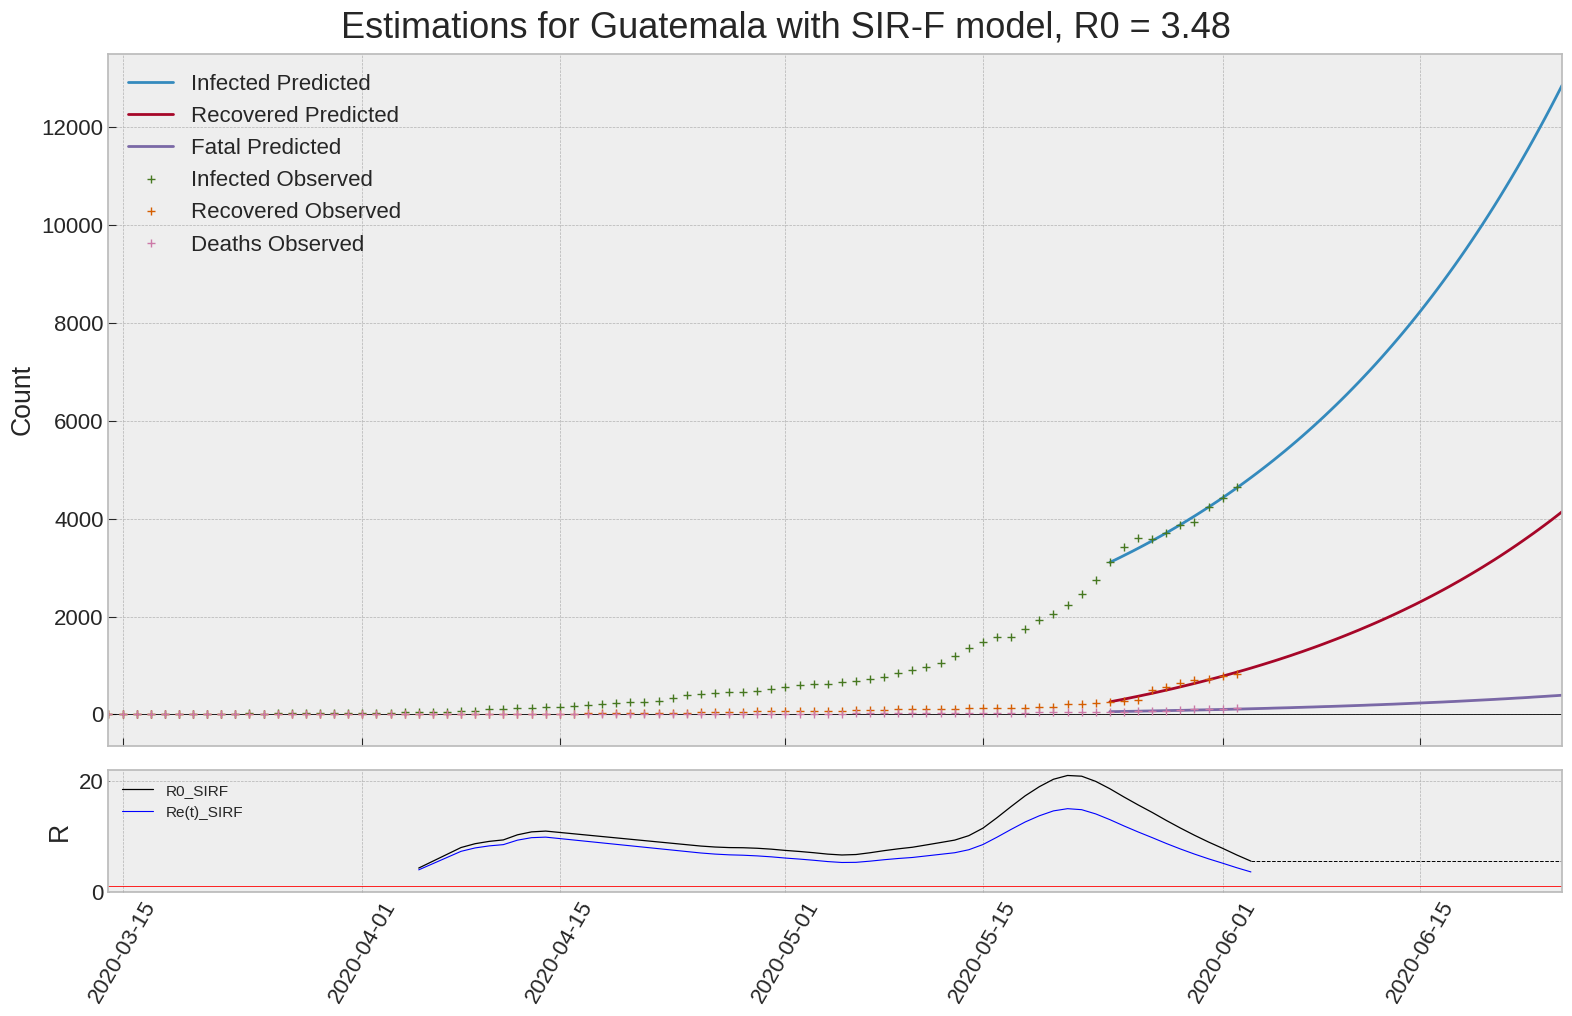 Estimations for Guatemala with SIR-F model, R0 = 3.48
Infected Predicted
Recovered Predicted
Fatal Predicted
Infected Observed
Recovered Observed
Deaths Observed
12000
10000
8000
6000
4000
2000
0
Count
R0_SIRF
Re(t)_SIRF
20
0
R
2020-03-15
2020-04-01
2020-04-15
2020-05-01
2020-05-15
2020-06-01
2020-06-15